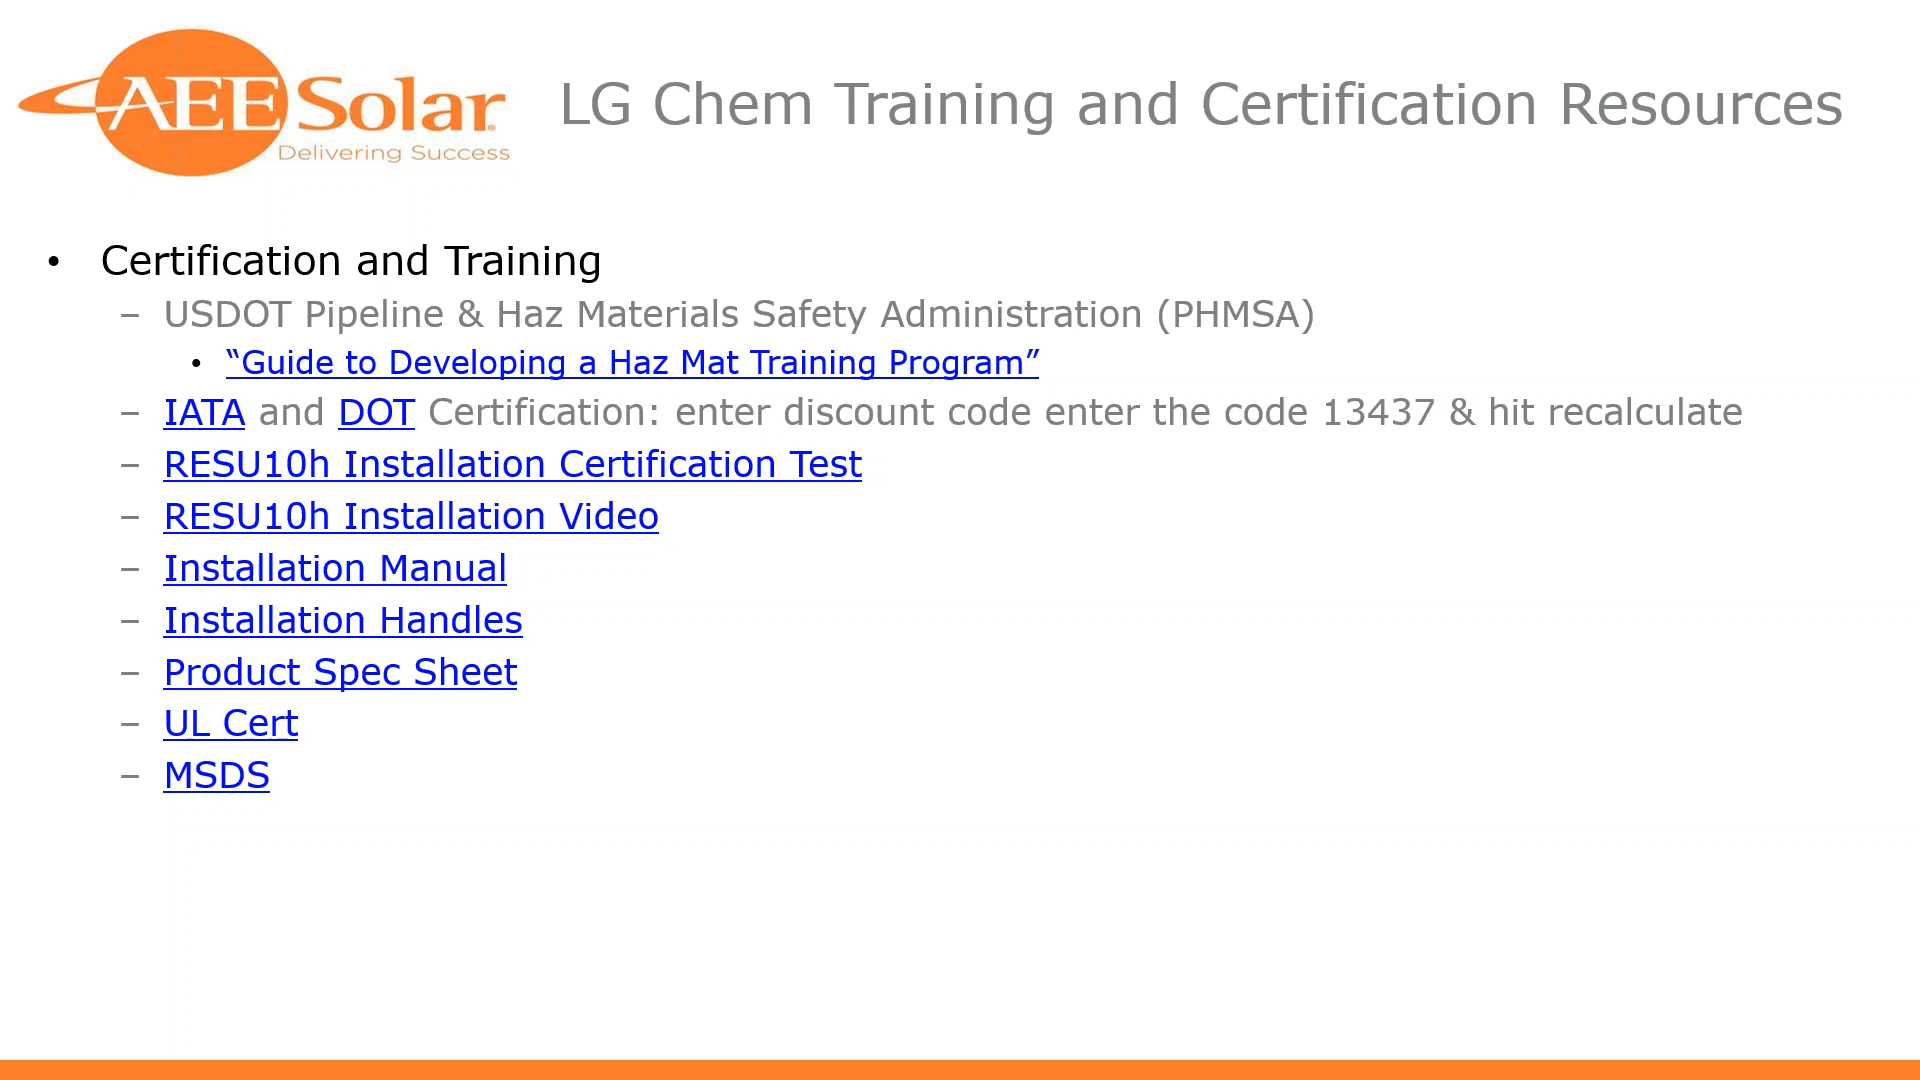 AEE Solar
Delivering Success
LG Chem Training and Certification Resources
• Certification and Training
– USDOT Pipeline & Haz Materials Safety Administration (PHMSA)
• “Guide to Developing a Haz Mat Training Program”
– IATA and DOT Certification: enter discount code enter the code 13437 & hit recalculate
– RESU10h Installation Certification Test
– RESU10h Installation Video
– Installation Manual
– Installation Handles
– Product Spec Sheet
– UL Cert
– MSDS